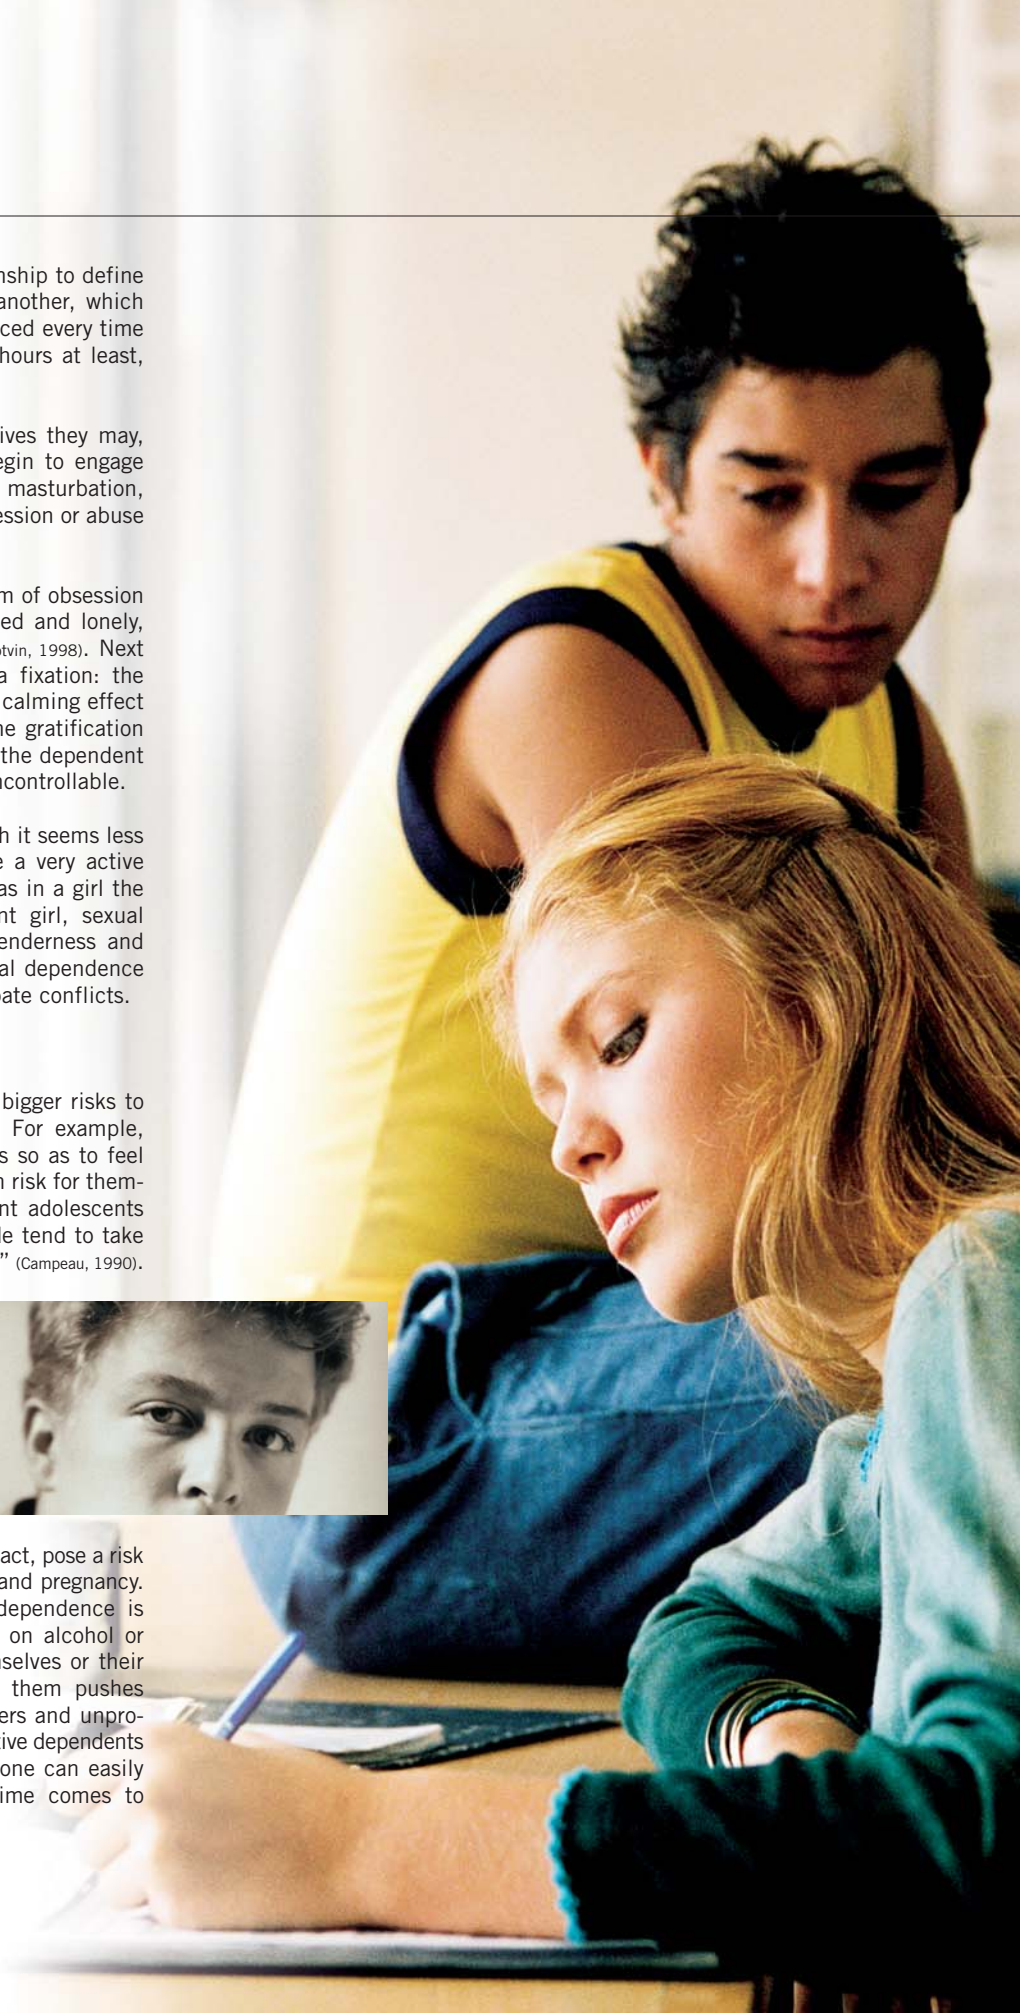 nship to define
another, which
ced every time
hours at least,
ives they may,
egin to engage
masturbation,
ession or abuse
m of obsession
ed and lonely,
otvin, 1998). Next
a fixation: the
calming effect
ne gratification
the dependent
ncontrollable.
h it seems less
e a very active
as in a girl the
nt girl, sexual
enderness and
al dependence
ate conflicts.
bigger risks to
For example,
s so as to feel
n risk for them-
nt adolescents
le tend to take
” (Campeau, 1990).
act, pose a risk
and pregnancy.
dependence is
on alcohol or
nselves or their
them pushes
ers and unpro-
tive dependents
one can easily
ime comes to